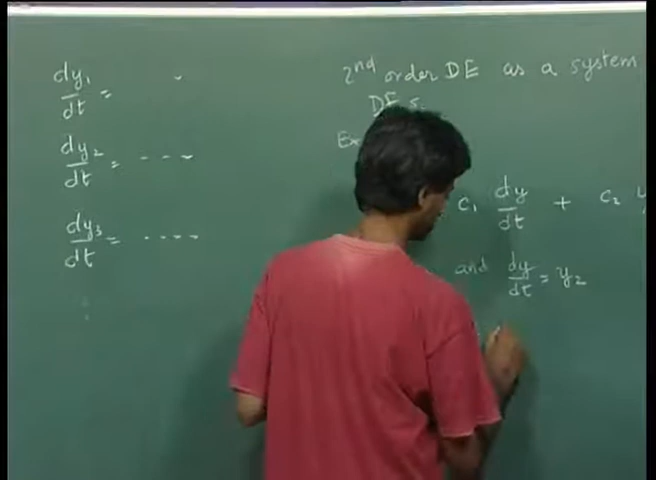 dy₁/dt =
dy₂/dt = - - -
dy₃/dt = - - - -
2nd order DE as a system
DE s
Ex
c₁ dy/dt + c₂ y
and dy/dt = y₂